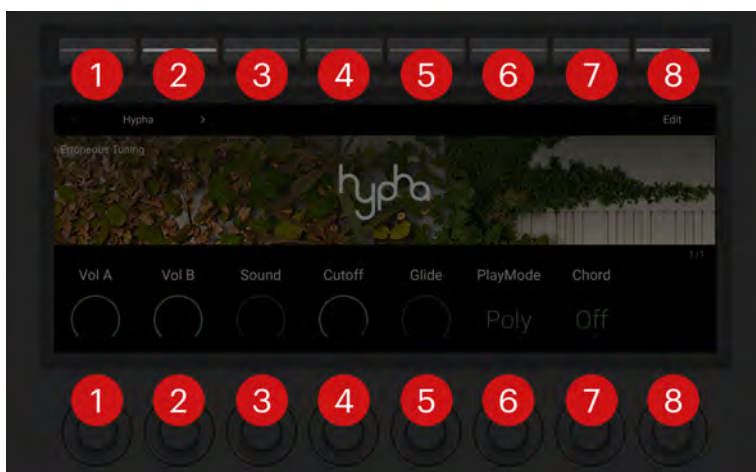 1 2 3 4 5 6 7 8
Hypha > Edit
Erroneous Tuning
hypha
1/1
Vol A Vol B Sound Cutoff Glide PlayMode Chord
Poly Off
1 2 3 4 5 6 7 8